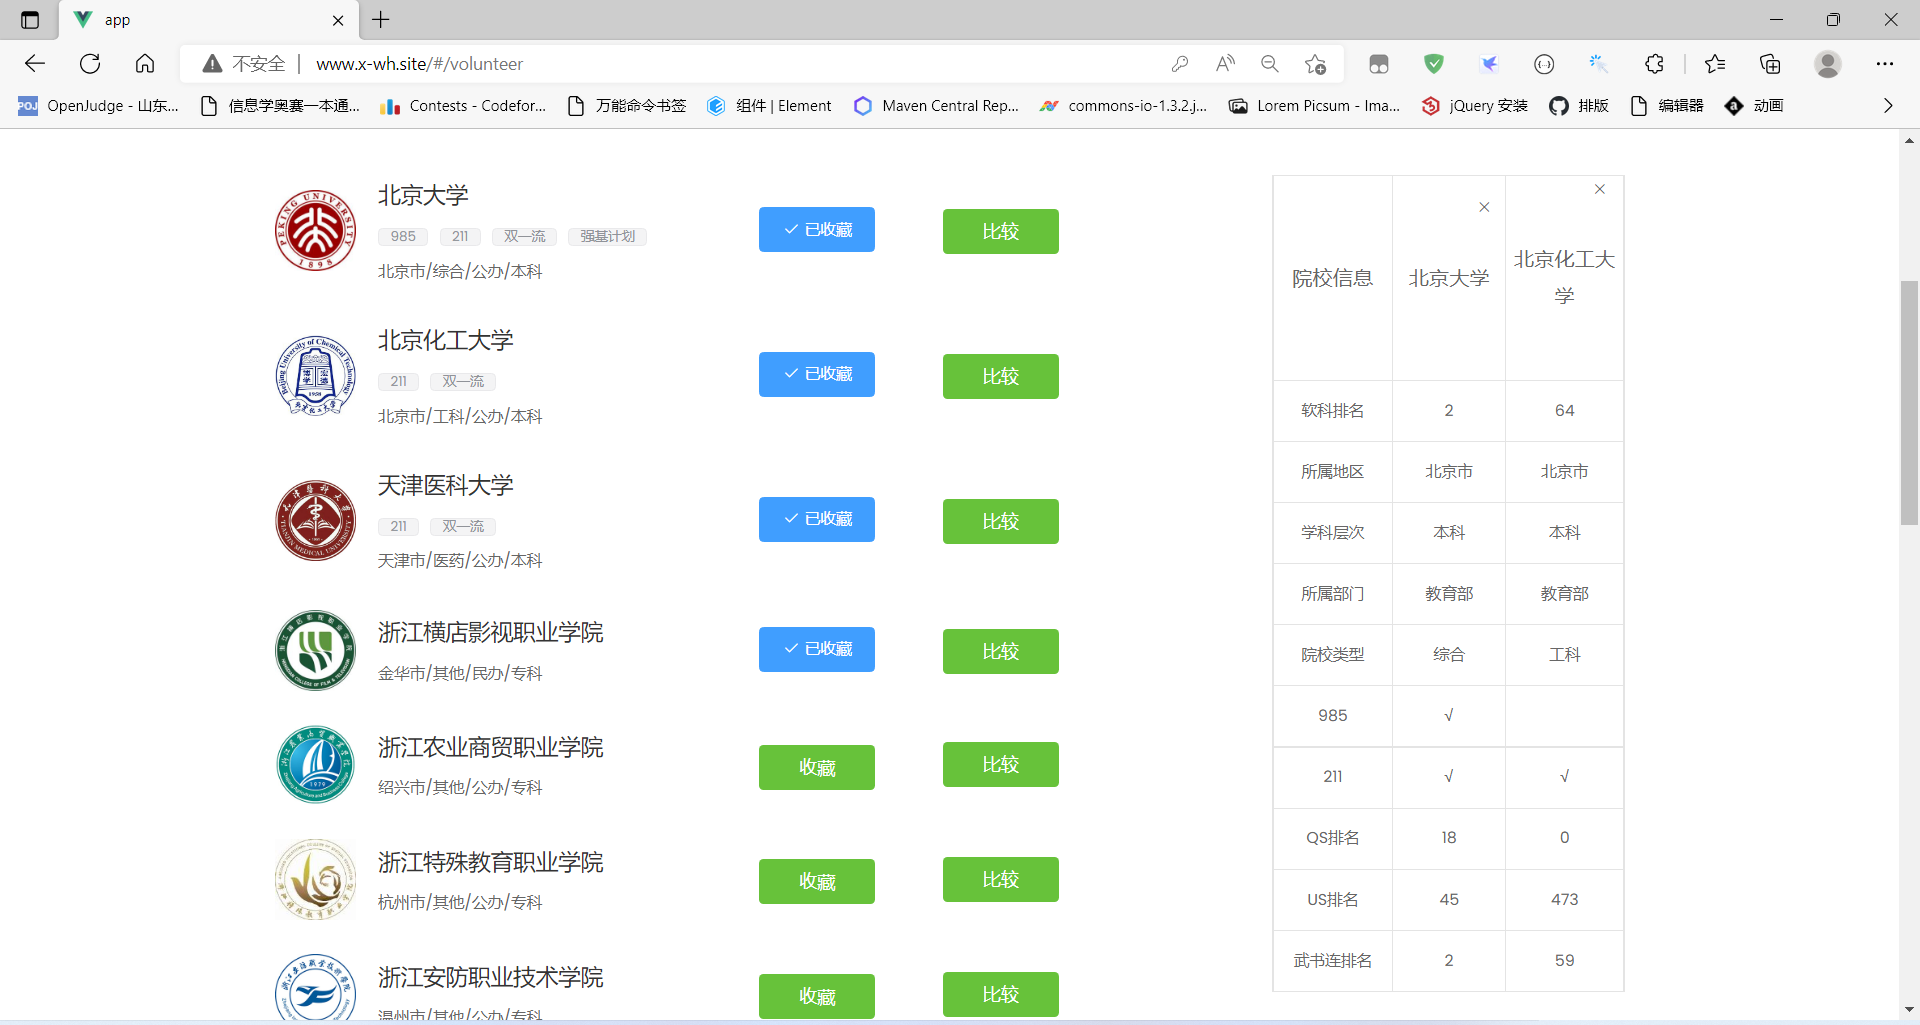 app
不安全 www.x-wh.site/#/volunteer
OpenJudge - 山东... 信息学奥赛一本通... Contests - Codefor... 万能命令书签 组件 | Element Maven Central Rep... commons-io-1.3.2.j... Lorem Picsum - Ima... jQuery 安装 排版 编辑器 动画
北京大学
985 211 双一流 强基计划
北京市/综合/公办/本科
已收藏 比较
北京化工大学
211 双一流
北京市/工科/公办/本科
已收藏 比较
天津医科大学
211 双一流
天津市/医药/公办/本科
已收藏 比较
浙江横店影视职业学院
金华市/其他/民办/专科
已收藏 比较
浙江农业商贸职业学院
绍兴市/其他/公办/专科
收藏 比较
浙江特殊教育职业学院
杭州市/其他/公办/专科
收藏 比较
浙江安防职业技术学院
温州市/其他/公办/专科
收藏 比较
院校信息 北京大学 北京化工大学
软科排名 2 64
所属地区 北京市 北京市
学科层次 本科 本科
所属部门 教育部 教育部
院校类型 综合 工科
985 √
211 √ √
QS排名 18 0
US排名 45 473
武书连排名 2 59